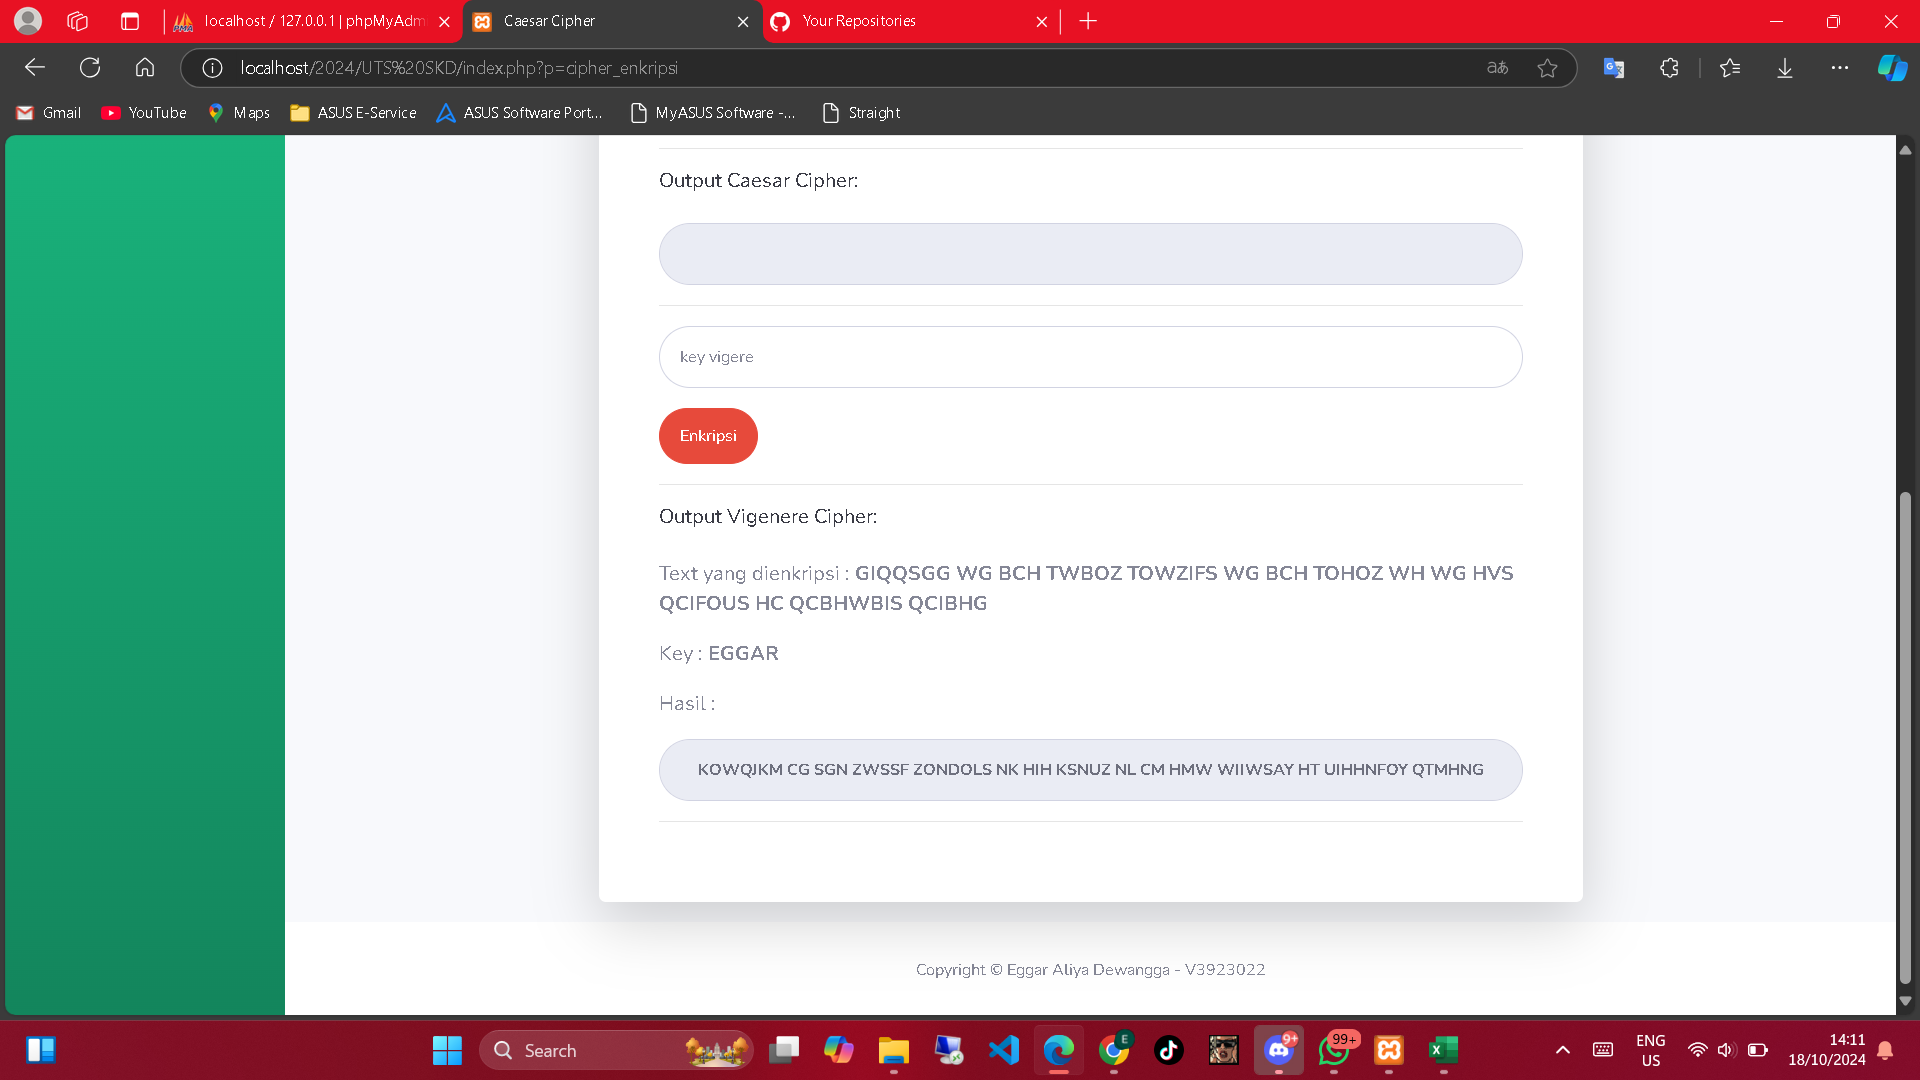 localhost / 127.0.0.1 | phpMyAdm
Caesar Cipher
Your Repositories
localhost/2024/UTS%20SKD/index.php?p=cipher_enkripsi
Gmail
YouTube
Maps
ASUS E-Service
ASUS Software Port...
MyASUS Software -...
Straight
Output Caesar Cipher:
key vigere
Enkripsi
Output Vigenere Cipher:
Text yang dienkripsi : GIQQSGG WG BCH TWBOZ TOWZIFS WG BCH TOHOZ WH WG HVS
QCIFOUS HC QCBHWBIS QCIBHG
Key : EGGAR
Hasil :
KOWQJKM CG SGN ZWSSF ZONDOLS NK HIH KSNUZ NL CM HMW WIIWSAY HT UIHHNFOY QTMHNG
Copyright © Eggar Aliya Dewangga - V3923022
Search
E
9+
99+
ENG
US
14:11
18/10/2024